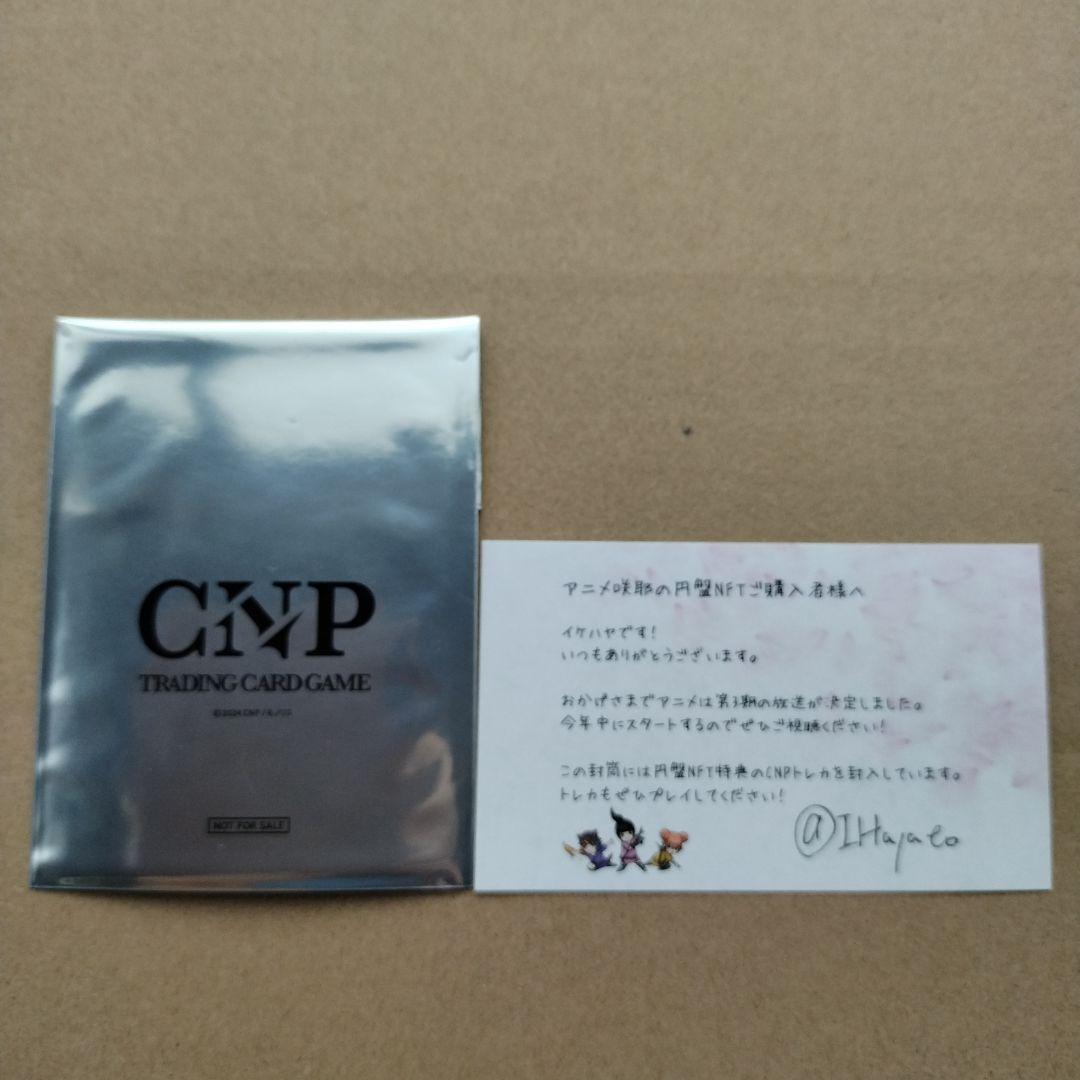 CNP
TRADING CARD GAME
©2024 CNP /モノリス
NOT FOR SALE
アニメ咲耶の円盤NFTご購入者様へ
イケハヤです!
いつもありがとうございます。
おかげさまでアニメは第3期の放送が決定しました。
今年中にスタートするのでぜひご視聴ください!
この封筒には円盤NFT特典のCNPトレカを封入しています。
トレカもぜひプレイしてください!
@IHayato